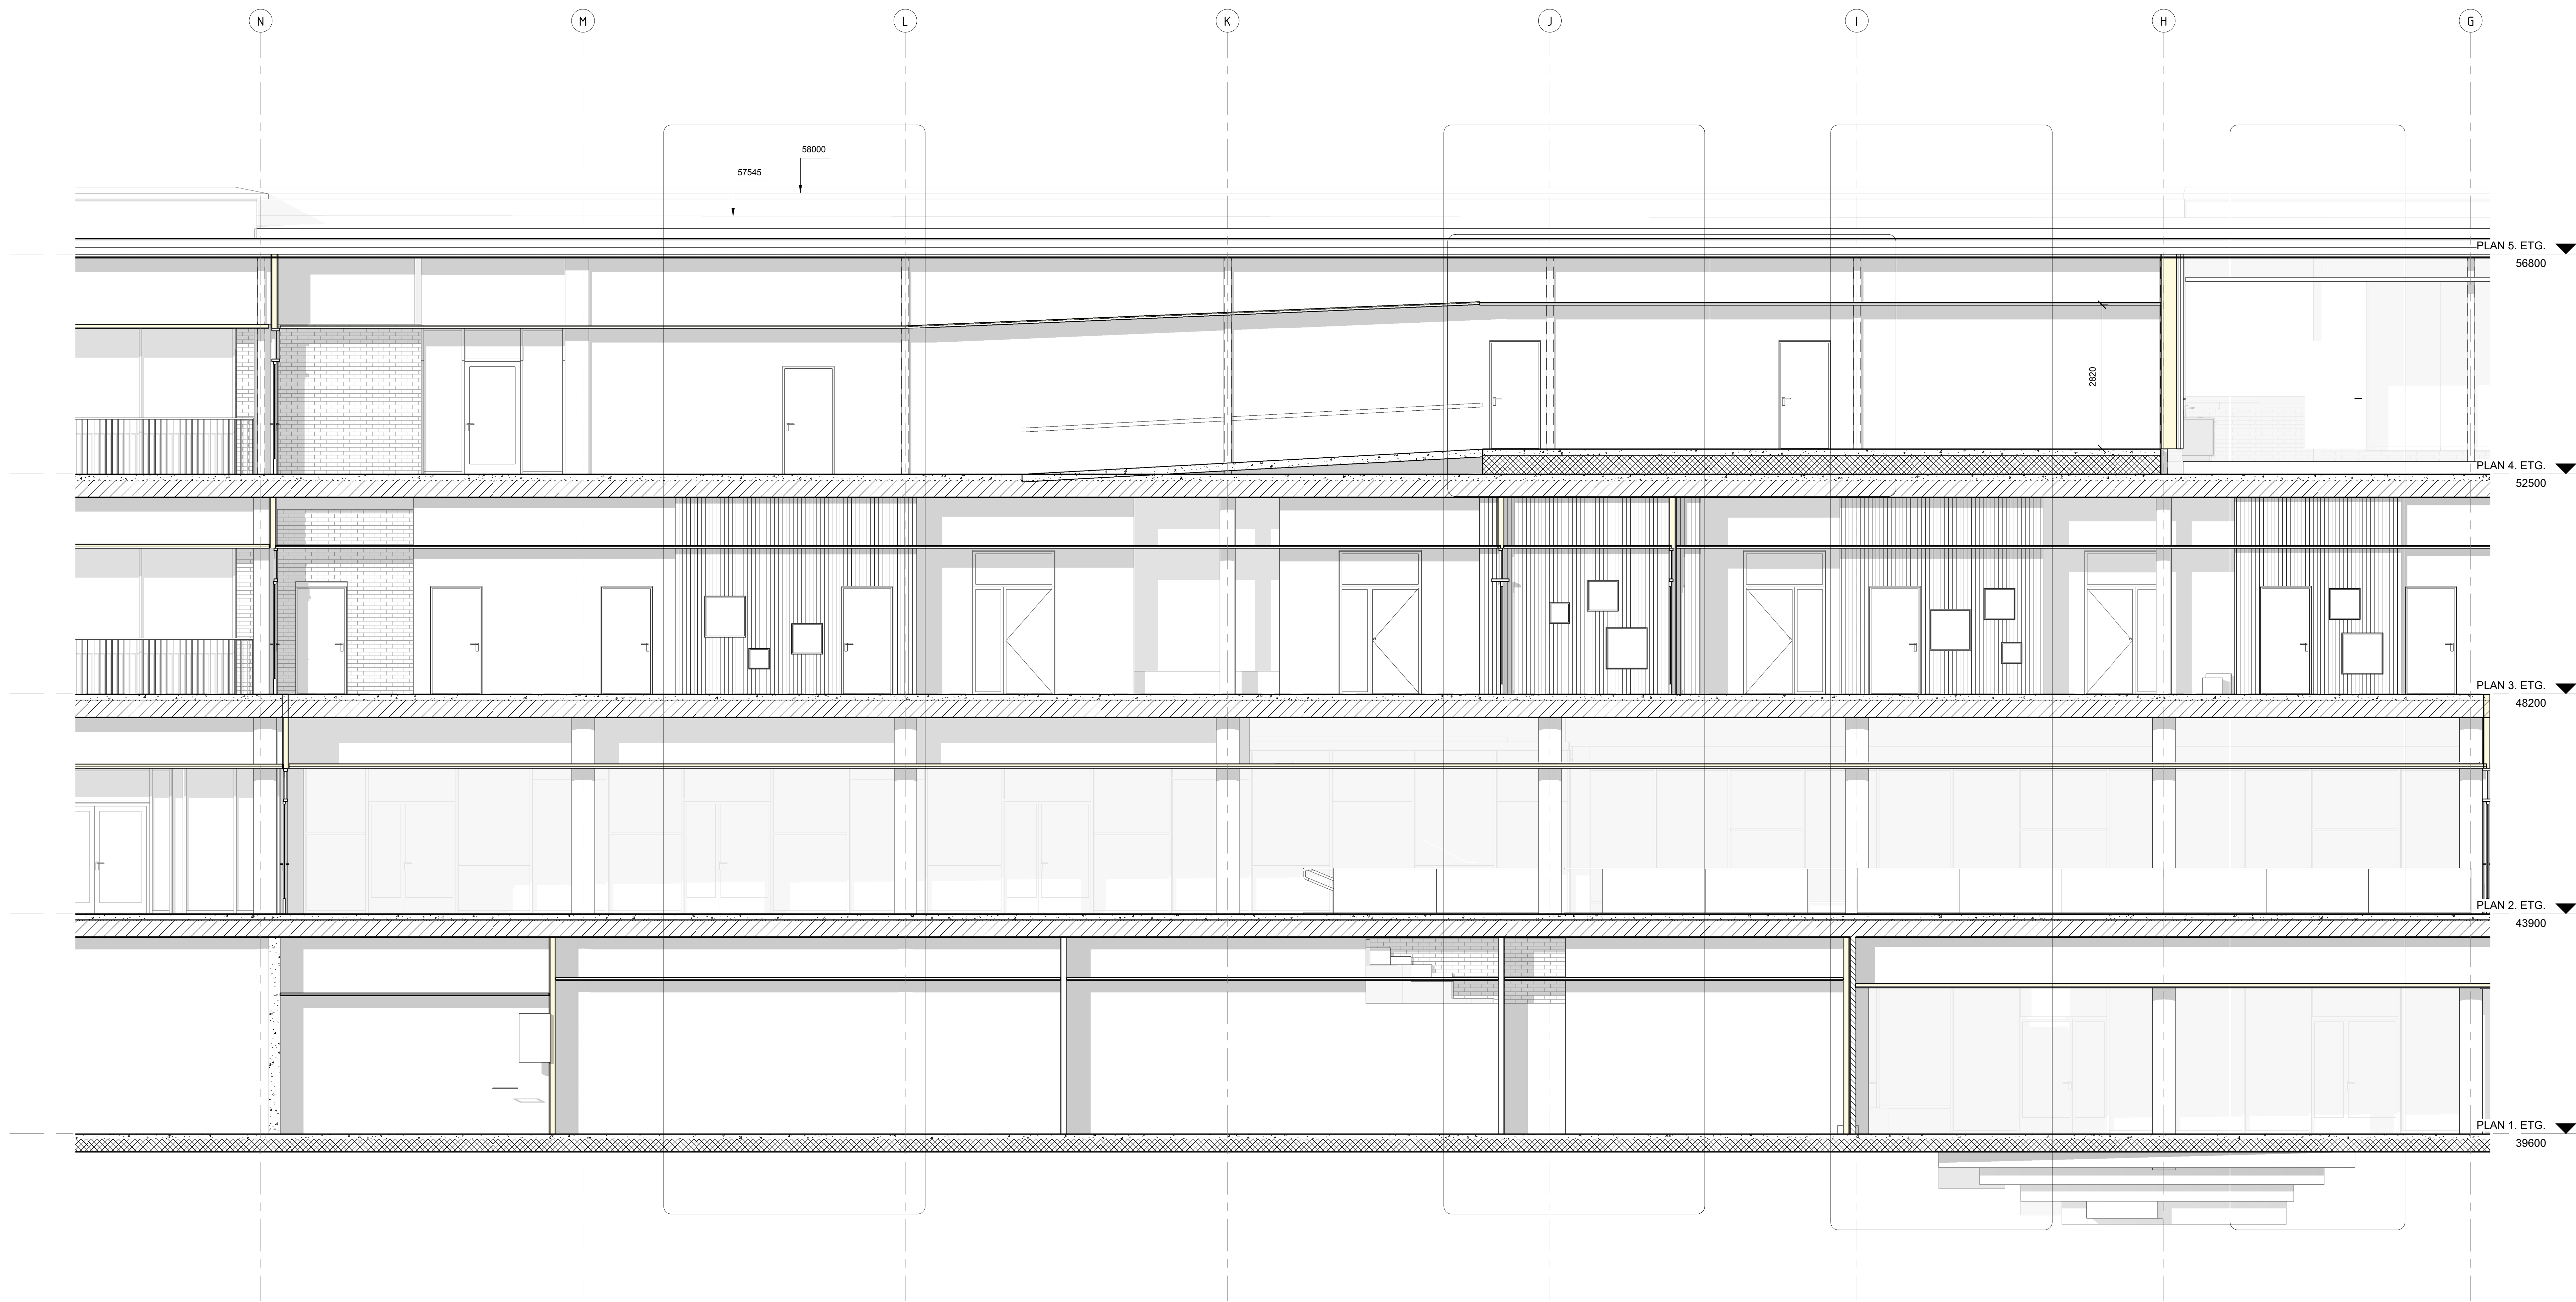 N M L K J I H G
58000
57545
PLAN 5. ETG.
56800
2820
PLAN 4. ETG.
52500
PLAN 3. ETG.
48200
PLAN 2. ETG.
43900
PLAN 1. ETG.
39600